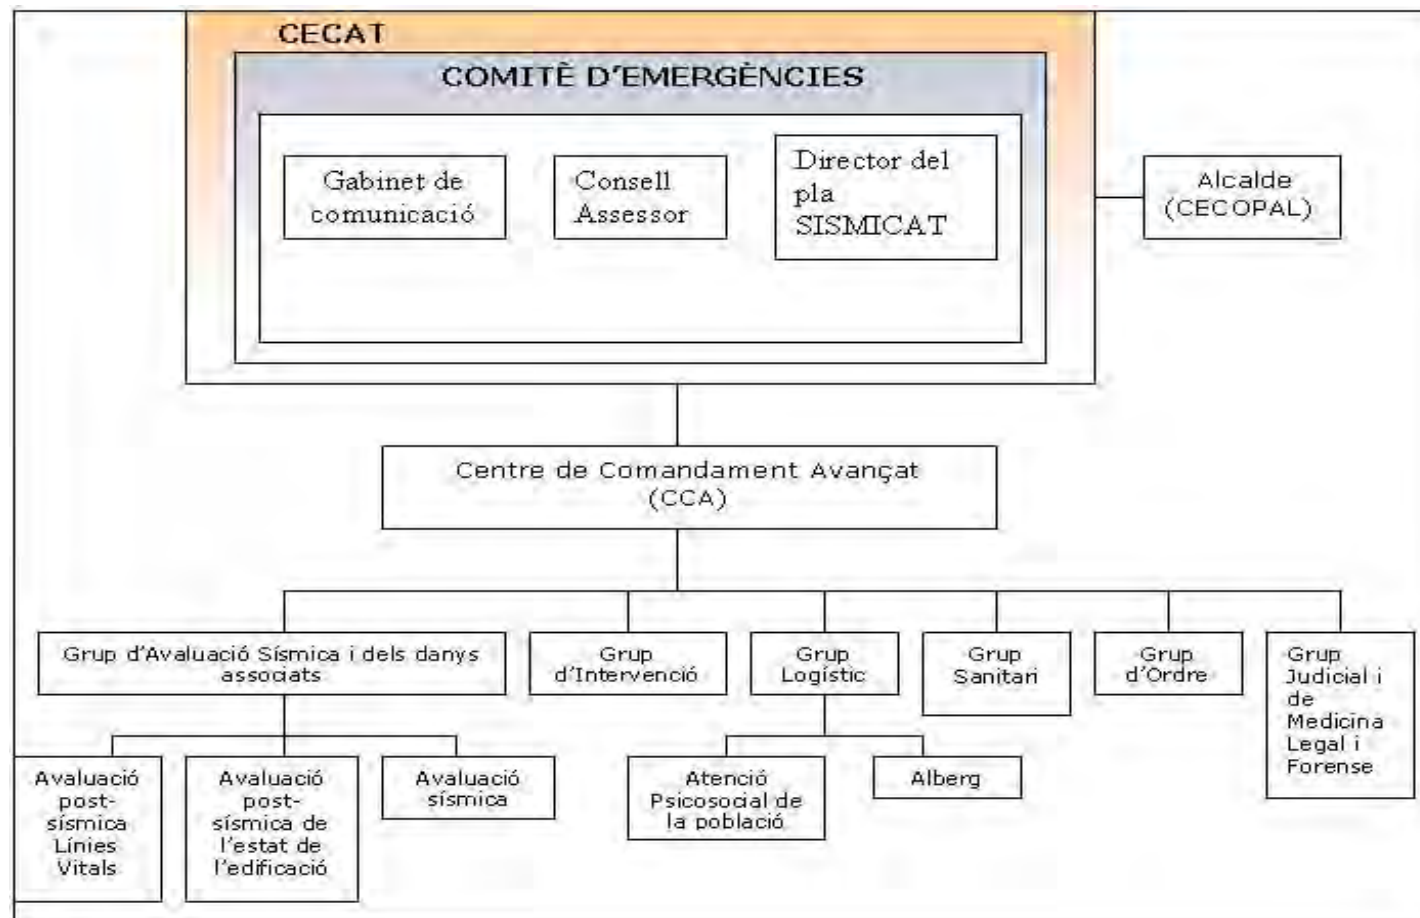 CECAT
COMITÈ D'EMERGÈNCIES
Gabinet de
comunicació
Consell
Assessor
Director del
pla
SISMICAT
Alcalde
(CECOPAL)
Centre de Comandament Avançat
(CCA)
Grup d'Avaluació Sísmica i dels danys
associats
Grup
d'Intervenció
Grup
Logístic
Grup
Sanitari
Grup
d'Ordre
Grup
Judicial i
de
Medicina
Legal i
Forense
Avaluació
post-
sísmica
Línies
Vitals
Avaluació
post-
sísmica de
l'estat de
l'edificació
Avaluació
sísmica
Atenció
Psicosocial de
la població
Alberg